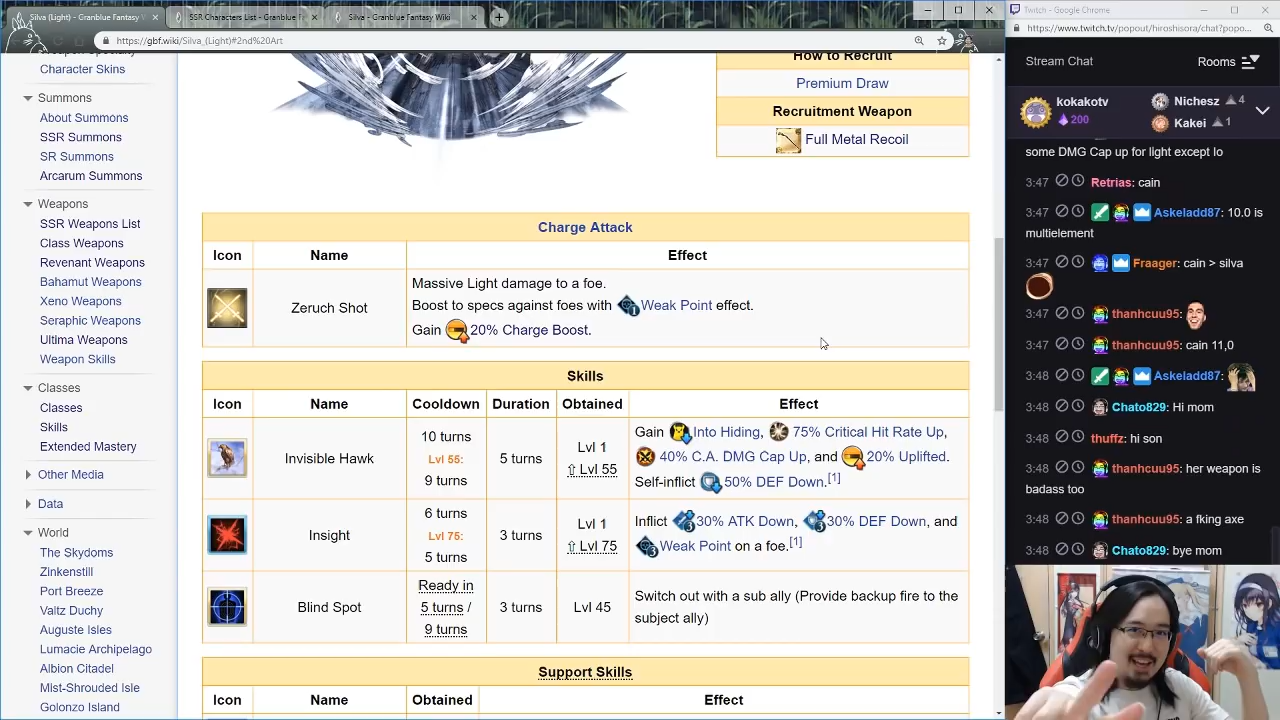 Silva (Light) - Granblue Fantasy W
SSR Characters List - Granblue F
Silva - Granblue Fantasy Wiki
Twitch - Google Chrome
https://gbf.wiki/Silva_(Light)#2nd%20Art
https://www.twitch.tv/popout/hiroshisora/chat?popo...
Character Skins
Summons
About Summons
SSR Summons
SR Summons
Arcarum Summons
Weapons
SSR Weapons List
Class Weapons
Revenant Weapons
Bahamut Weapons
Xeno Weapons
Seraphic Weapons
Ultima Weapons
Weapon Skills
Classes
Classes
Skills
Extended Mastery
Other Media
Data
World
The Skydoms
Zinkenstill
Port Breeze
Valtz Duchy
Auguste Isles
Lumacie Archipelago
Albion Citadel
Mist-Shrouded Isle
Golonzo Island
How to Recruit
Premium Draw
Recruitment Weapon
Full Metal Recoil
Charge Attack
Icon Name Effect
Zeruch Shot
Massive Light damage to a foe.
Boost to specs against foes with 1 Weak Point effect.
Gain 20% Charge Boost.
Skills
Icon Name Cooldown Duration Obtained Effect
Invisible Hawk
10 turns
Lvl 55:
9 turns
5 turns
Lvl 1
⇧ Lvl 55
Gain Into Hiding, 75% Critical Hit Rate Up,
40% C.A. DMG Cap Up, and 20% Uplifted.
Self-inflict 50% DEF Down.[1]
Insight
6 turns
Lvl 75:
5 turns
3 turns
Lvl 1
⇧ Lvl 75
Inflict 3 30% ATK Down, 3 30% DEF Down, and
3 Weak Point on a foe.[1]
Blind Spot
Ready in
5 turns /
9 turns
3 turns
Lvl 45
Switch out with a sub ally (Provide backup fire to the
subject ally)
Support Skills
Icon Name Obtained Effect
Stream Chat
Rooms
kokakotv
200
Nichesz 4
Kakei 1
some DMG Cap up for light except lo
3:47 Retrias: cain
3:47 Askeladd87: 10.0 is
multielement
3:47 Fraager: cain > silva
3:47 thanhcuu95:
3:47 thanhcuu95: cain 11,0
3:48 Askeladd87:
3:48 Chato829: Hi mom
3:48 thuffz: hi son
3:48 thanhcuu95: her weapon is
badass too
3:48 thanhcuu95: a fking axe
3:48 Chato829: bye mom